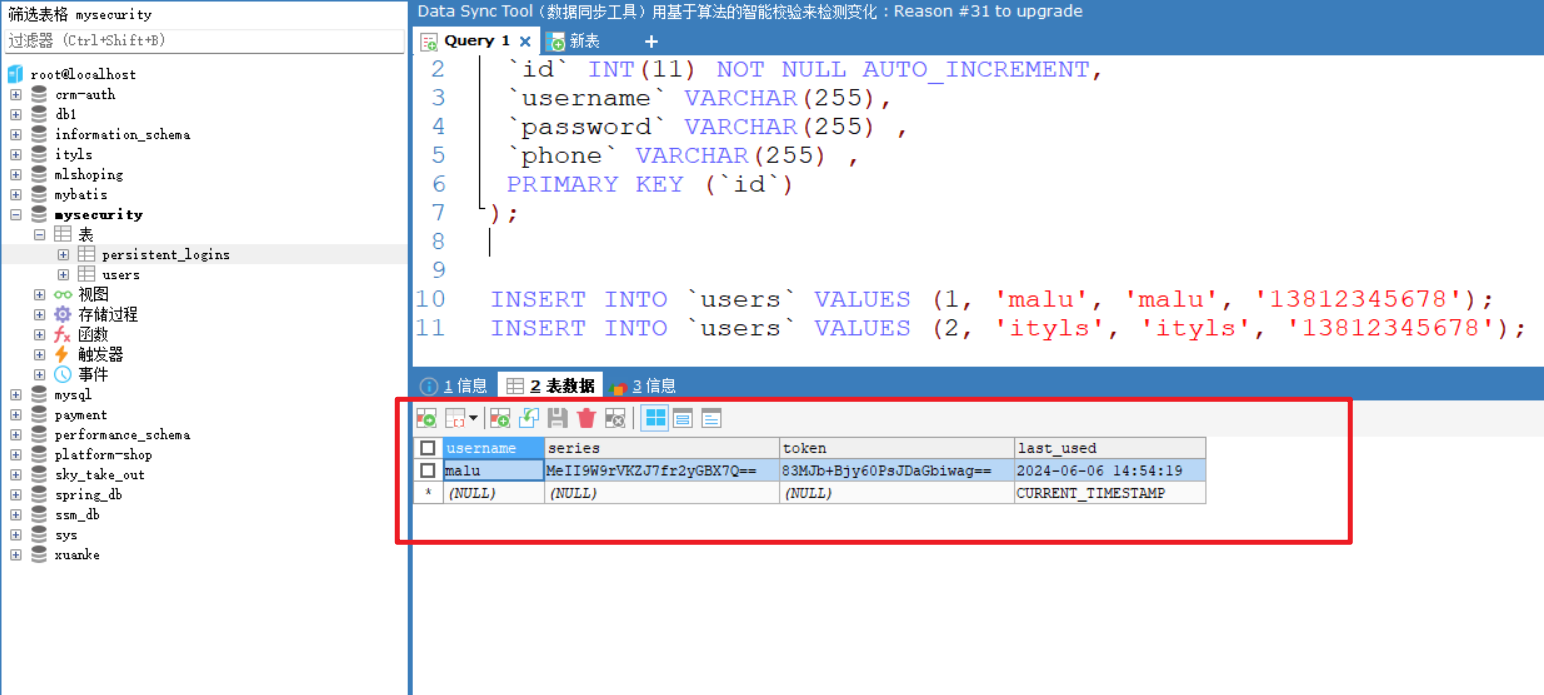 筛选表格 mysecurity
过滤器 (Ctrl+Shift+B)
root@localhost
crm-auth
db1
information_schema
ityls
mlshoping
mybatis
mysecurity
表
persistent_logins
users
视图
存储过程
函数
触发器
事件
mysql
payment
performance_schema
platform-shop
sky_take_out
spring_db
ssm_db
sys
xuanke
Data Sync Tool（数据同步工具）用基于算法的智能校验来检测变化：Reason #31 to upgrade
Query 1 × 新表 +
2 `id` INT(11) NOT NULL AUTO_INCREMENT,
3 `username` VARCHAR(255),
4 `password` VARCHAR(255) ,
5 `phone` VARCHAR(255) ,
6 PRIMARY KEY (`id`)
7 );
8
9
10 INSERT INTO `users` VALUES (1, 'malu', 'malu', '13812345678');
11 INSERT INTO `users` VALUES (2, 'ityls', 'ityls', '13812345678');
1 信息 2 表数据 3 信息
username series token last_used
malu MeII9W9rVKZJ7fr2yGBX7Q== 83MJb+Bjy60PsJDaGbiwag== 2024-06-06 14:54:19
* (NULL) (NULL) (NULL) CURRENT_TIMESTAMP